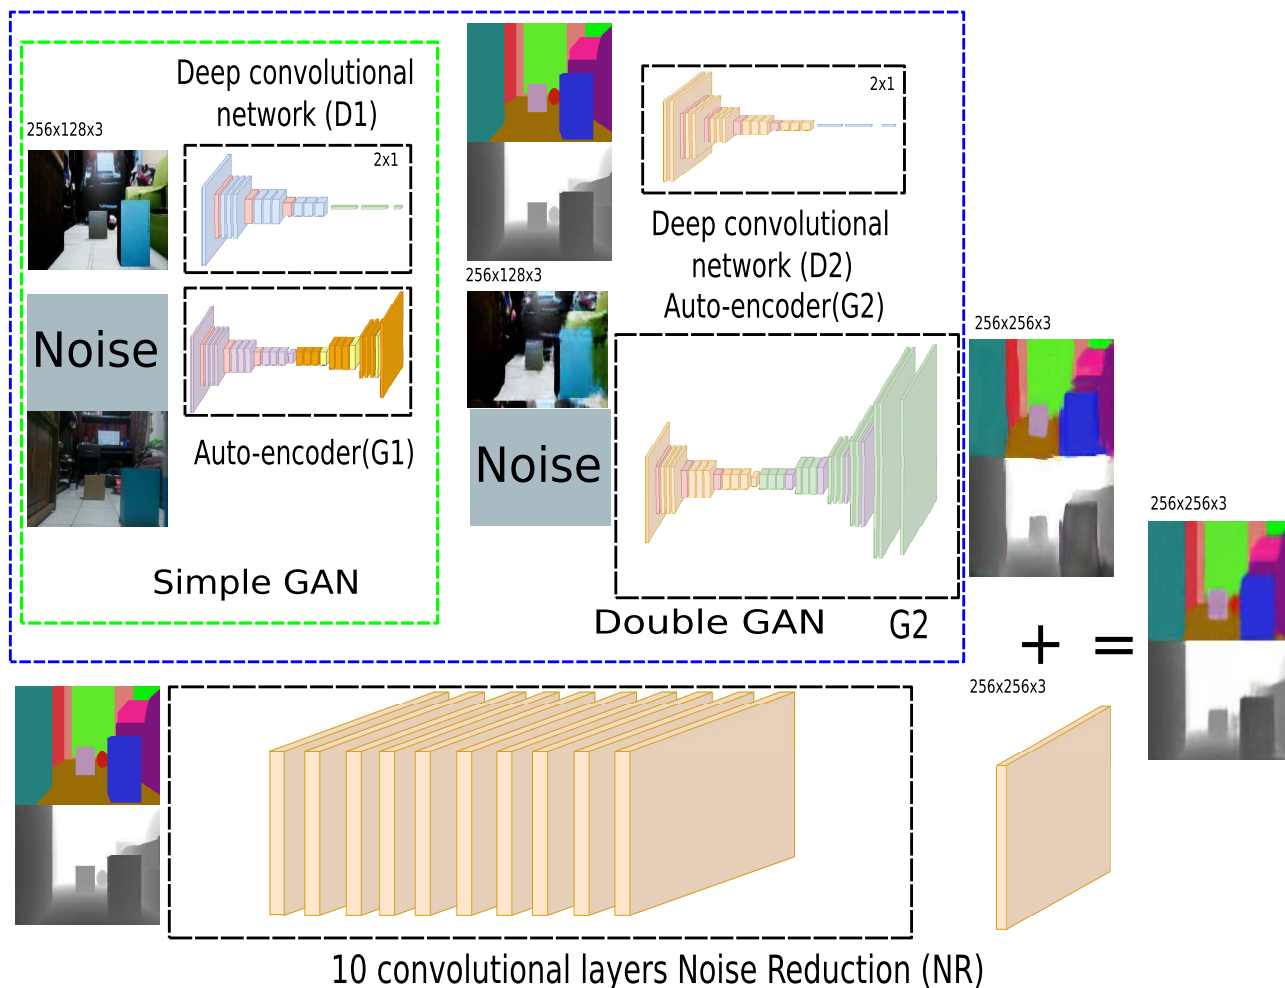 Deep convolutional
network (D1)
256x128x3
2x1
Noise
Auto-encoder(G1)
Simple GAN
2x1
Deep convolutional
network (D2)
Auto-encoder(G2)
256x128x3
Noise
Double GAN
G2
256x256x3
256x256x3
+ =
256x256x3
10 convolutional layers Noise Reduction (NR)